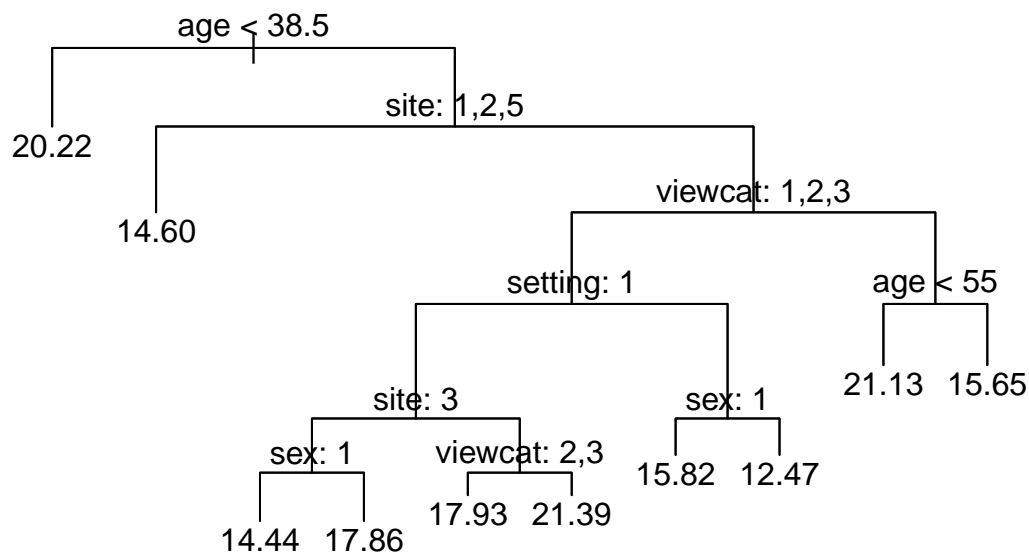 age < 38.5
site: 1,2,5
20.22
viewcat: 1,2,3
14.60
setting: 1
age < 55
21.13
15.65
site: 3
sex: 1
sex: 1
viewcat: 2,3
15.82
12.47
17.93
21.39
14.44
17.86